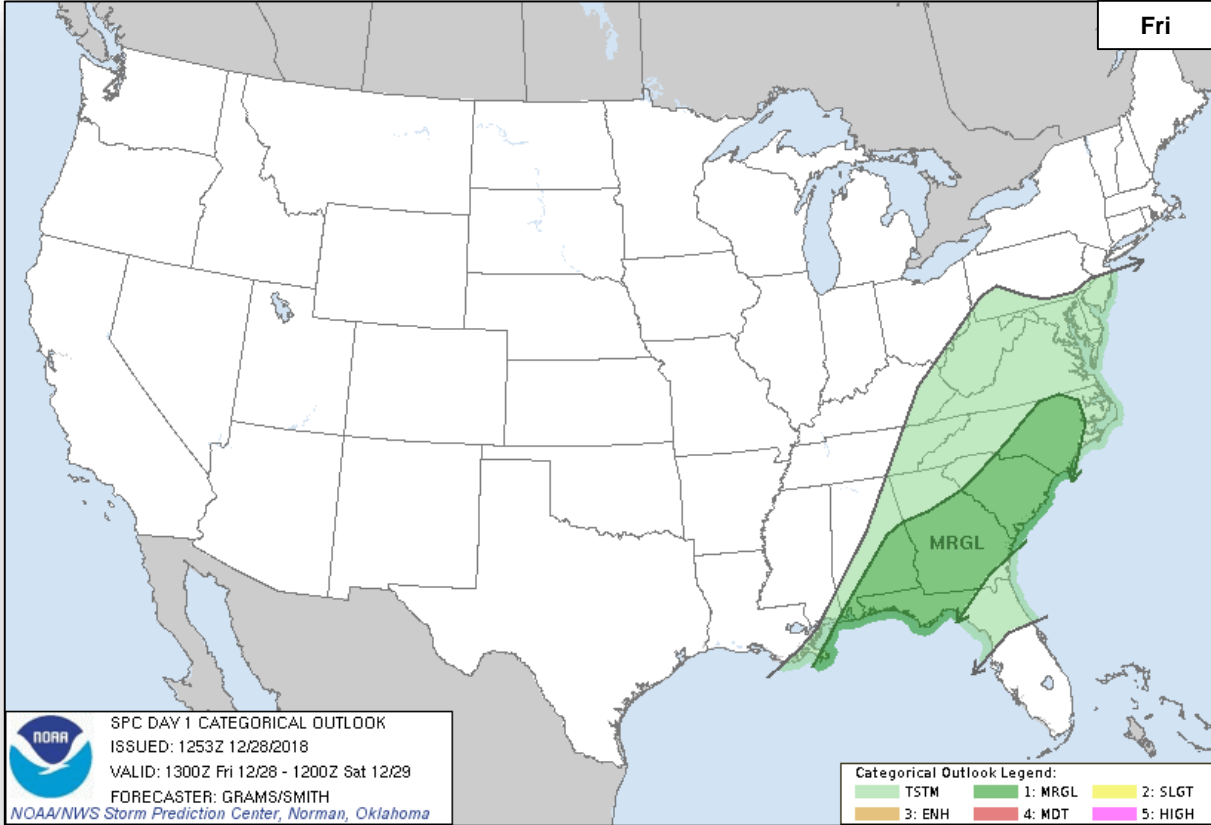 Fri
MRGL
NOAA
SPC DAY 1 CATEGORICAL OUTLOOK
ISSUED: 1253Z 12/28/2018
VALID: 1300Z Fri 12/28 - 1200Z Sat 12/29
FORECASTER: GRAMS/SMITH
NOAA/NWS Storm Prediction Center, Norman, Oklahoma
Categorical Outlook Legend:
TSTM 1: MRGL 2: SLGT
3: ENH 4: MDT 5: HIGH